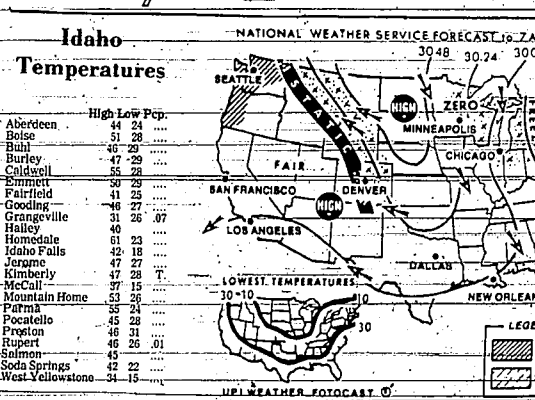 Idaho
Temperatures
High Low Pcp.
Aberdeen 44 24 ....
Boise 51 28 ....
Buhl 46 29 ....
Burley 47 29 ....
Caldwell 55 28 ....
Emmett 50 29 ....
Fairfield 41 25 ....
Gooding 46 27 ....
Grangeville 31 26 .07
Hailey 40 ....
Homedale 61 23 ....
Idaho Falls 42 18 ....
Jerome 47 27 ....
Kimberly 47 28 T.
McCall 37 15 ....
Mountain Home 53 26 ....
Parma 55 24 ....
Pocatello 45 28 ....
Preston 46 31 ....
Rupert 46 26 .01
Salmon 45 ....
Soda Springs 42 22 ....
West Yellowstone 31 15 ....
NATIONAL WEATHER SERVICE FORECAST to 7A
30.48 30.24
SEATTLE
STATIC
HIGH
ZERO
MINNEAPOLIS
CHICAGO
FAIR
SAN FRANCISCO
DENVER
HIGH
LOS ANGELES
DALLAS
NEW ORLEAN
LOWEST TEMPERATURES
30 10
10
30
LEGE
UPI WEATHER FOTOCAST